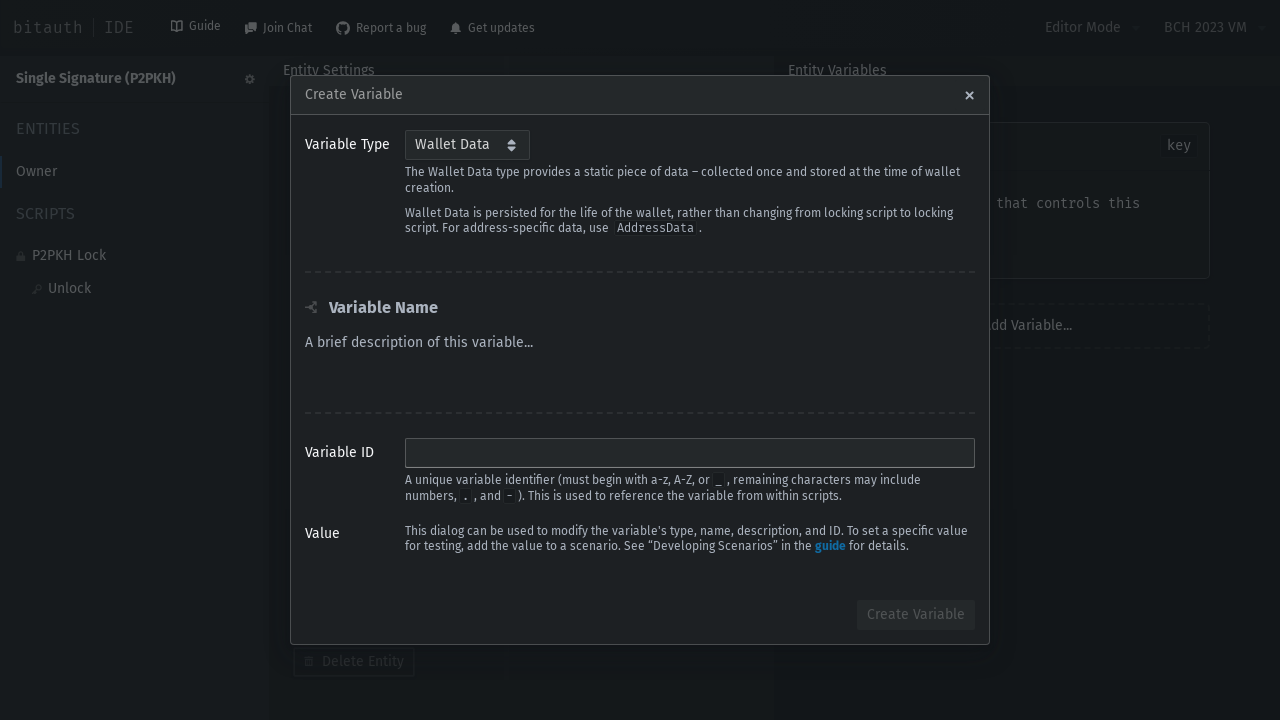 bitauth | IDE
Guide
Join Chat
Report a bug
Get updates
Editor Mode
BCH 2023 VM
Single Signature (P2PKH)
ENTITIES
Owner
SCRIPTS
P2PKH Lock
Unlock
Entity Settings
Entity Variables
key
that controls this
dd Variable...
Delete Entity
Create Variable
Variable Type
Wallet Data
The Wallet Data type provides a static piece of data – collected once and stored at the time of wallet
creation.
Wallet Data is persisted for the life of the wallet, rather than changing from locking script to locking
script. For address-specific data, use AddressData.
Variable Name
A brief description of this variable...
Variable ID
A unique variable identifier (must begin with a-z, A-Z, or _, remaining characters may include
numbers, ., and -). This is used to reference the variable from within scripts.
Value
This dialog can be used to modify the variable's type, name, description, and ID. To set a specific value
for testing, add the value to a scenario. See “Developing Scenarios” in the guide for details.
Create Variable